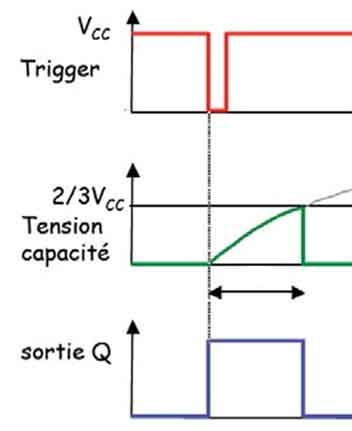 Vcc
Trigger
2/3Vcc
Tension
capacité
sortie Q